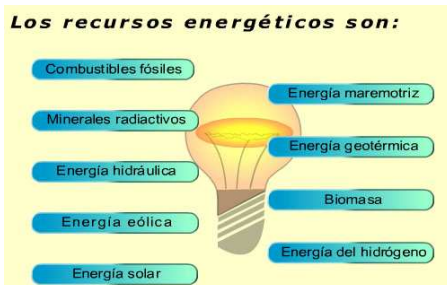 Los recursos energéticos son:
Combustibles fósiles
Minerales radiactivos
Energía hidráulica
Energía eólica
Energía solar
Energía maremotriz
Energía geotérmica
Biomasa
Energía del hidrógeno